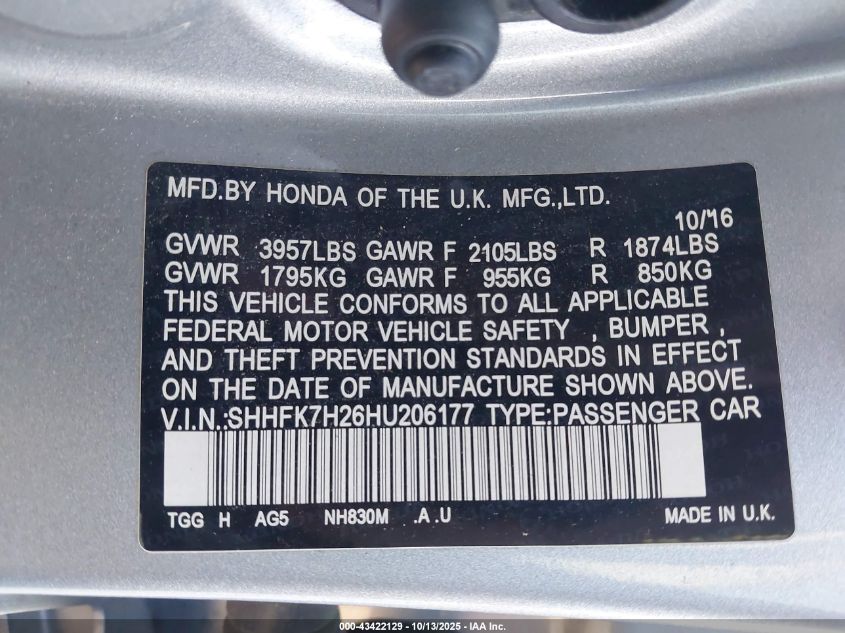 MFD.BY HONDA OF THE U.K. MFG.,LTD.
10/16
GVWR 3957LBS GAWR F 2105LBS R 1874LBS
GVWR 1795KG GAWR F 955KG R 850KG
THIS VEHICLE CONFORMS TO ALL APPLICABLE
FEDERAL MOTOR VEHICLE SAFETY , BUMPER ,
AND THEFT PREVENTION STANDARDS IN EFFECT
ON THE DATE OF MANUFACTURE SHOWN ABOVE.
V.I.N.:SHHFK7H26HU206177 TYPE:PASSENGER CAR
TGG H AG5 NH830M .A .U MADE IN U.K.
000-43422129 - 10/13/2025 - IAA Inc.